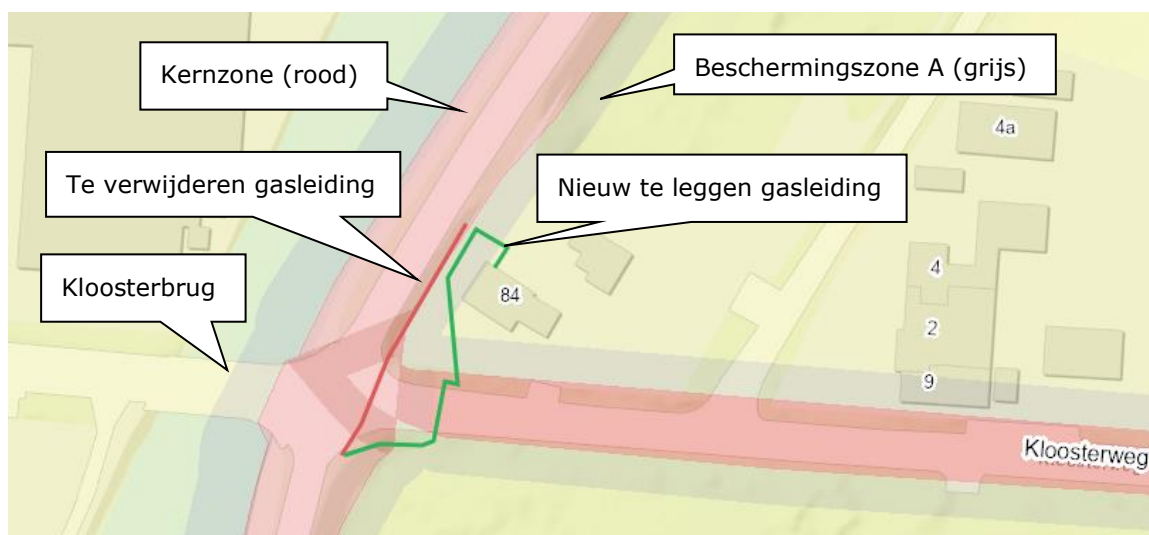 Kernzone (rood)
Beschermingszone A (grijs)
4a
Te verwijderen gasleiding
Nieuw te leggen gasleiding
Kloosterbrug
84
4
2
9
Kloosterweg